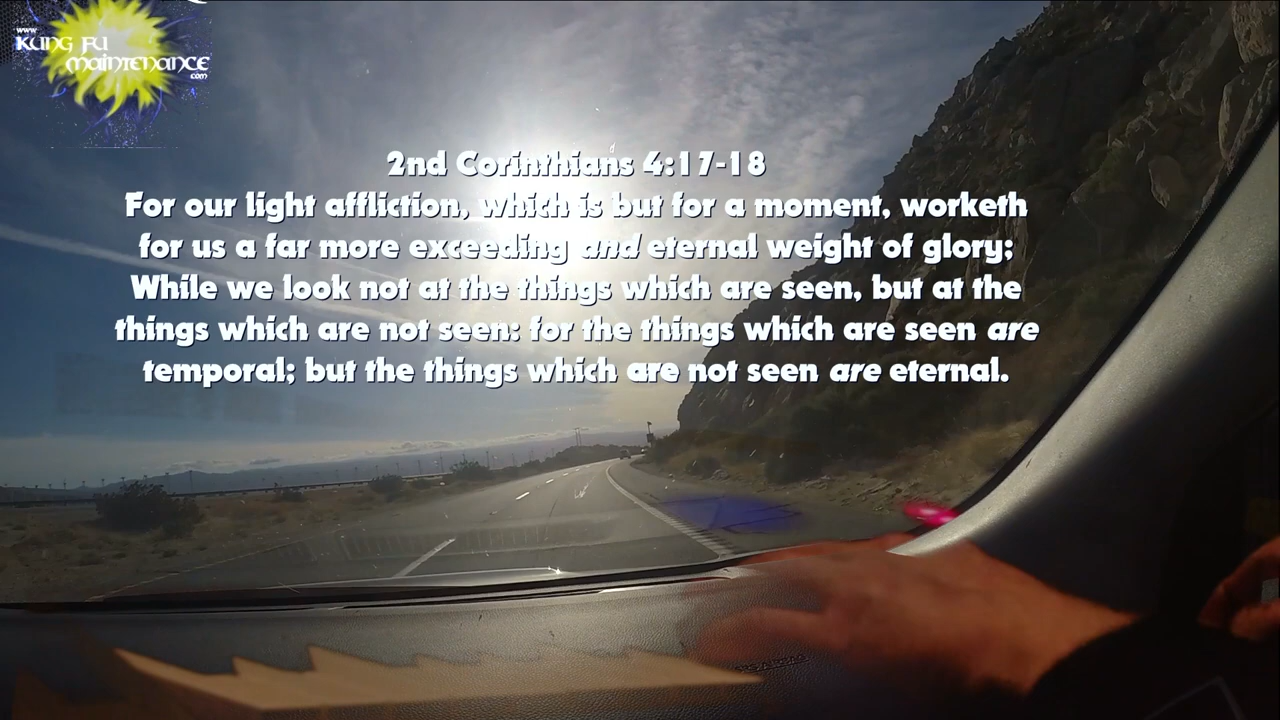 www
KUNG FU
MAINTENANCE
.com
2nd Corinthians 4:17-18
For our light affliction, which is but for a moment, worketh
for us a far more exceeding and eternal weight of glory;
While we look not at the things which are seen, but at the
things which are not seen: for the things which are seen are
temporal; but the things which are not seen are eternal.